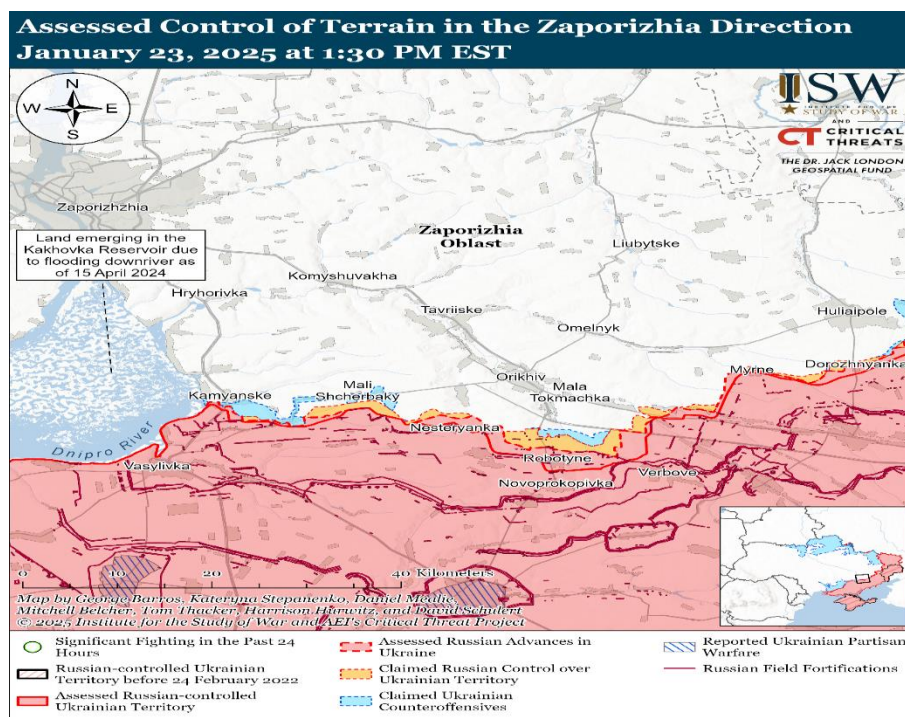 Assessed Control of Terrain in the Zaporizhia Direction
January 23, 2025 at 1:30 PM EST
N
W E
S
ISW
INSTITUTE FOR THE
STUDY OF WAR
AND
CT CRITICAL
THREATS
THE DR. JACK LONDON
GEOSPATIAL FUND
Zaporizhzhia
Land emerging in the
Kakhovka Reservoir due
to flooding downriver as
of 15 April 2024
Zaporizhia
Oblast
Liubytske
Komyshuvakha
Hryhorivka
Tavriiske
Huliaipole
Omelnyk
Orikhiv
Myrne
Dorozhnyanka
Kamyanske
Mali
Shcherbaky
Mala
Tokmachka
Nesteryanka
Dnipro River
Vasylivka
Robotyne
Verbove
Novoprokopivka
0 10 20 40 Kilometers
Map by George Barros, Kateryna Stepanenko, Daniel Mealie,
Mitchell Belcher, Tom Thacker, Harrison Hurwitz, and David Schulert
© 2025 Institute for the Study of War and AEI's Critical Threat Project
Significant Fighting in the Past 24
Hours
Russian-controlled Ukrainian
Territory before 24 February 2022
Assessed Russian-controlled
Ukrainian Territory
Assessed Russian Advances in
Ukraine
Claimed Russian Control over
Ukrainian Territory
Claimed Ukrainian
Counteroffensives
Reported Ukrainian Partisan
Warfare
Russian Field Fortifications